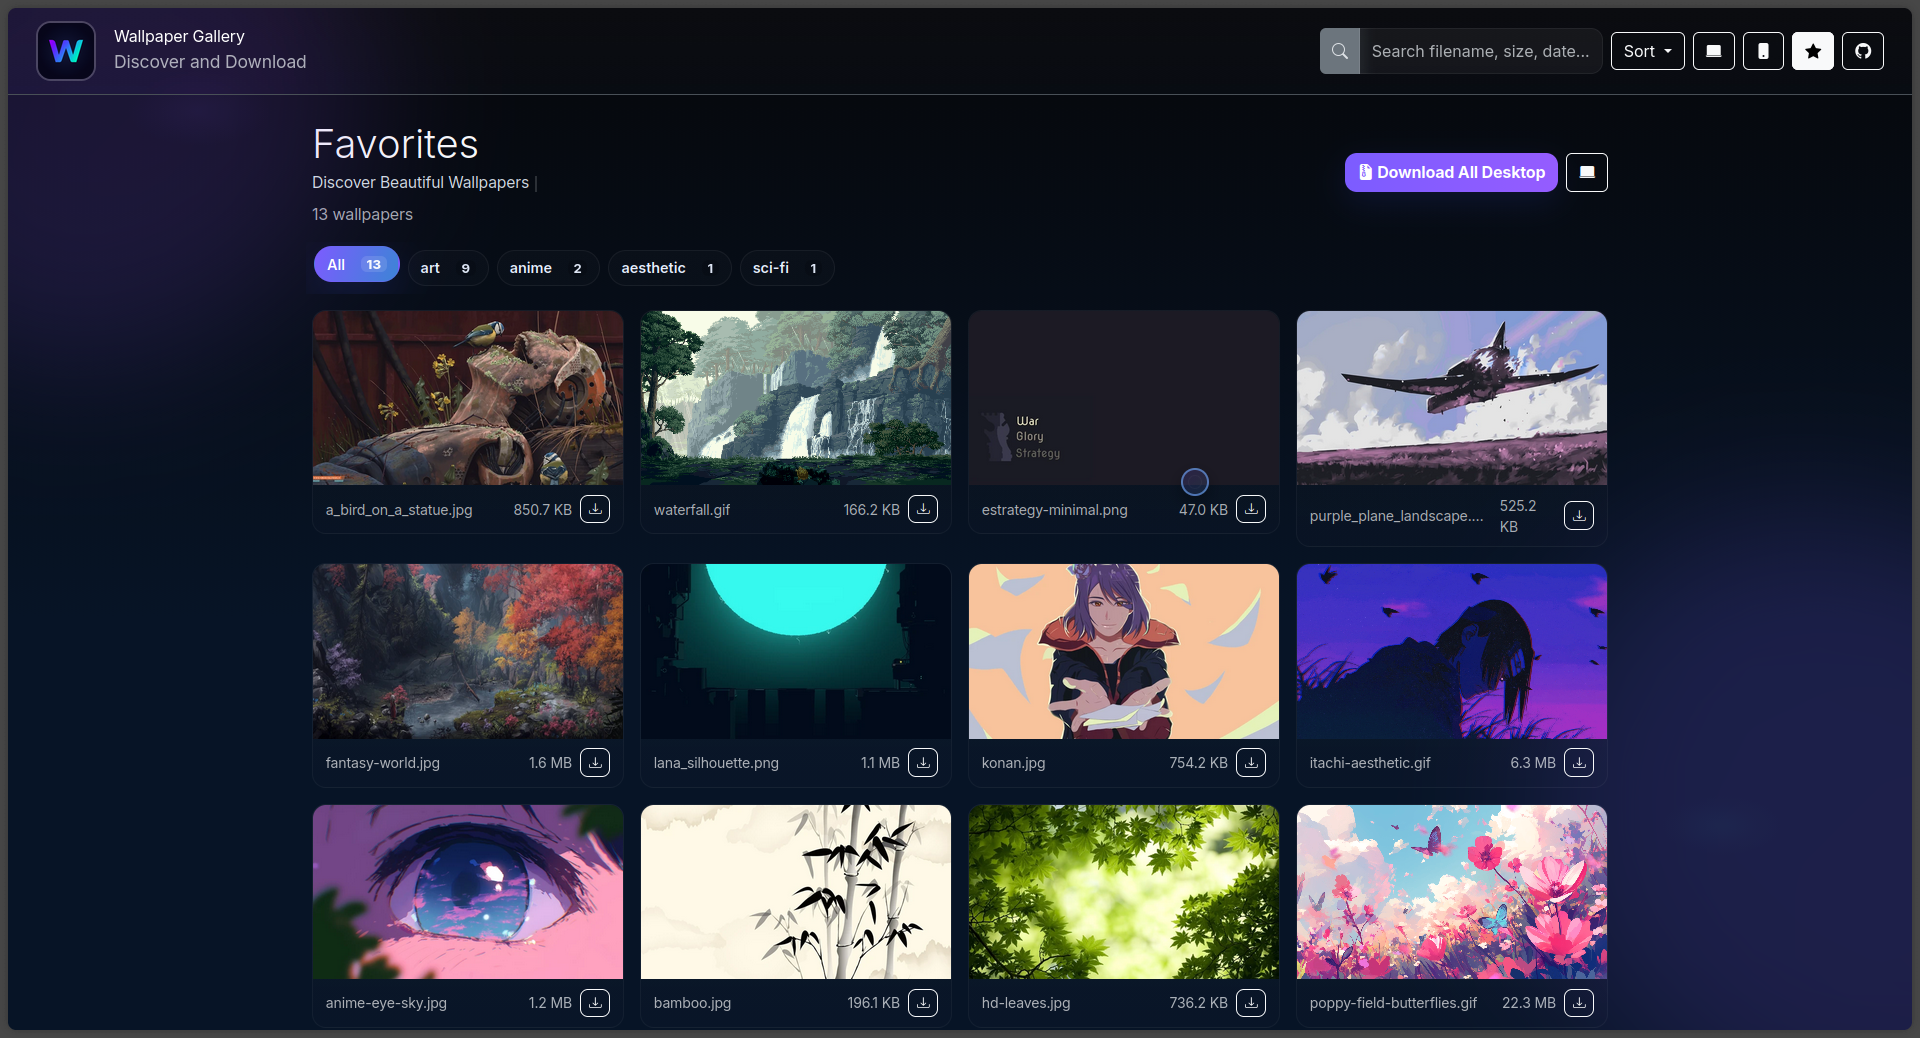 W
Wallpaper Gallery
Discover and Download
Search filename, size, date...
Sort
Favorites
Discover Beautiful Wallpapers |
13 wallpapers
Download All Desktop
All 13
art 9
anime 2
aesthetic 1
sci-fi 1
War
Glory
Strategy
a_bird_on_a_statue.jpg 850.7 KB
waterfall.gif 166.2 KB
estrategy-minimal.png 47.0 KB
purple_plane_landscape.... 525.2 KB
fantasy-world.jpg 1.6 MB
lana_silhouette.png 1.1 MB
konan.jpg 754.2 KB
itachi-aesthetic.gif 6.3 MB
anime-eye-sky.jpg 1.2 MB
bamboo.jpg 196.1 KB
hd-leaves.jpg 736.2 KB
poppy-field-butterflies.gif 22.3 MB